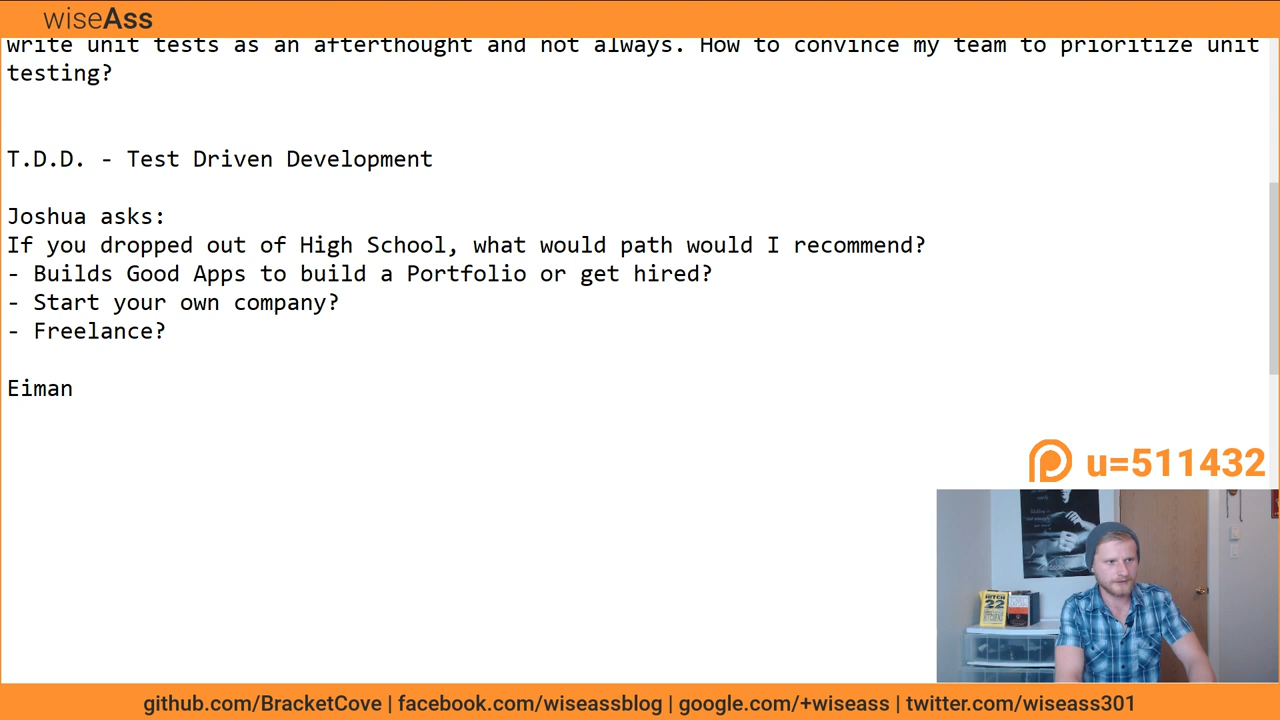 wiseAss
write unit tests as an afterthought and not always. How to convince my team to prioritize unit
testing?
T.D.D. - Test Driven Development
Joshua asks:
If you dropped out of High School, what would path would I recommend?
- Builds Good Apps to build a Portfolio or get hired?
- Start your own company?
- Freelance?
Eiman
u=511432
HITCH
22
github.com/BracketCove | facebook.com/wiseassblog | google.com/+wiseass | twitter.com/wiseass301